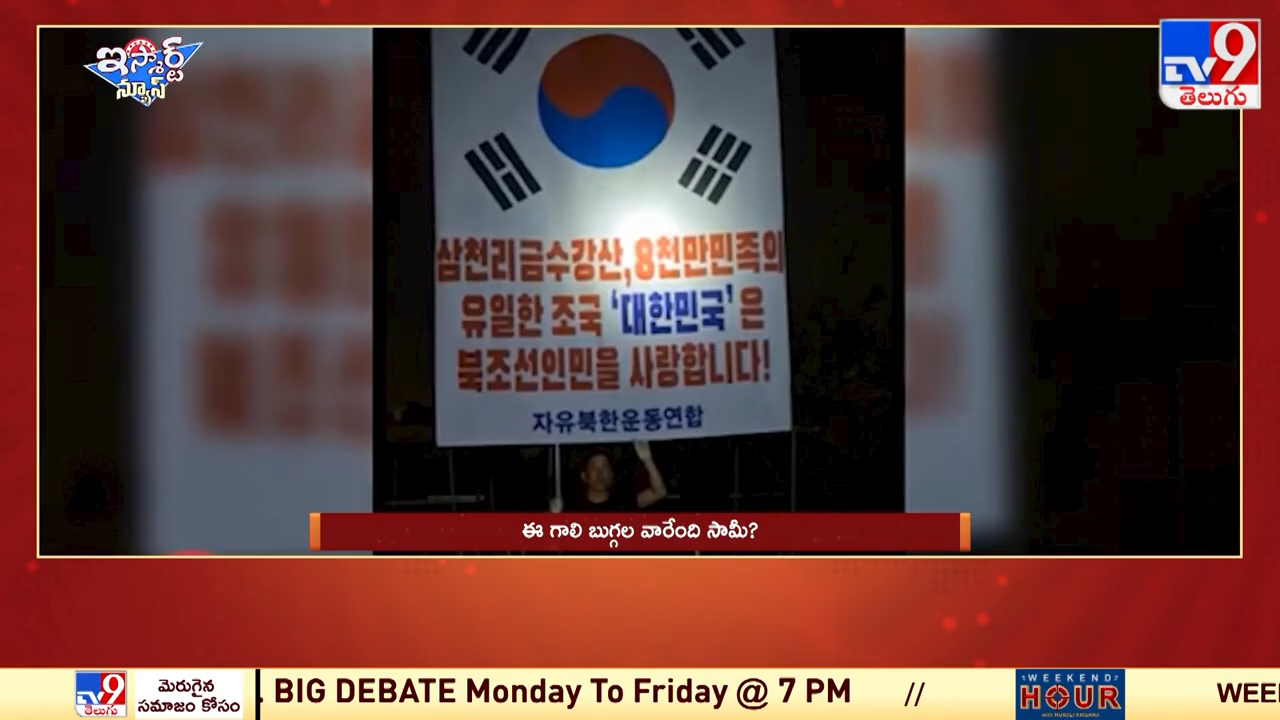 ఇస్మార్ట్
న్యూస్
TV9
తెలుగు
삼천리금수강산,8천만민족의
유일한 조국 '대한민국'은
북조선인민을 사랑합니다!
자유북한운동연합
ఈ గాలి బుగ్గల వారేంది సామీ?
TV9
తెలుగు
మెరుగైన
సమాజం కోసం
. BIG DEBATE Monday To Friday @ 7 PM // WEEKEND HOUR WEE
with MURALI KRISHNA